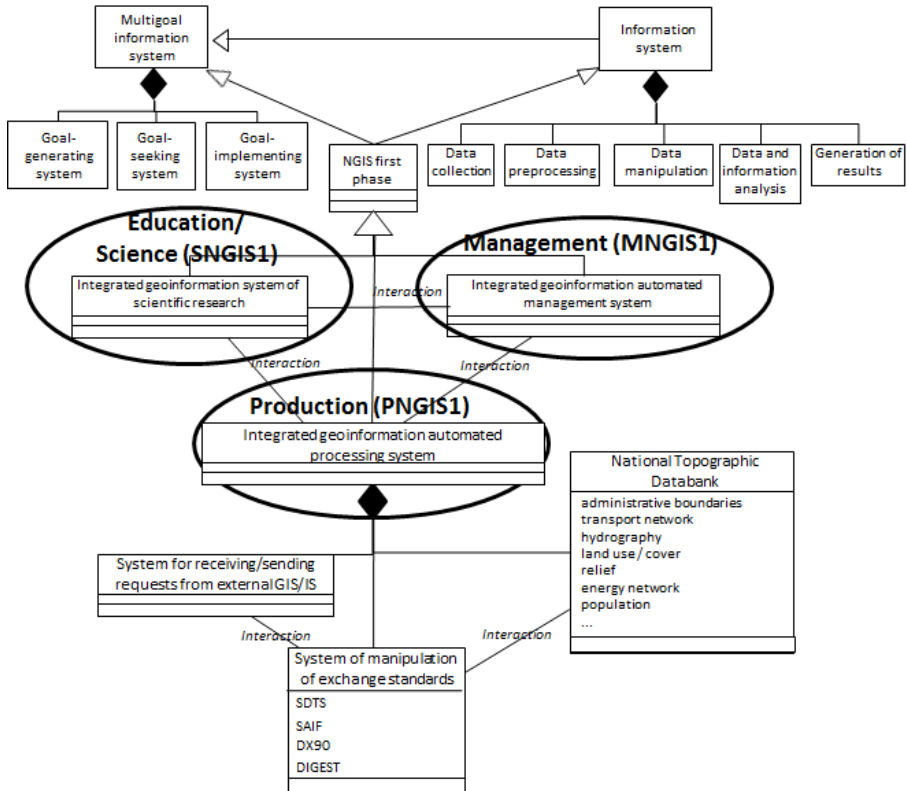 Multigoal
information
system
Information
system
Goal-
generating
system
Goal-
seeking
system
Goal-
implementing
system
NGIS first
phase
Data
collection
Data
preprocessing
Data
manipulation
Data and
information
analysis
Generation of
results
Education/
Science (SNGIS1)
Integrated geoinformation system of
scientific research
Interaction
Management (MNGIS1)
Integrated geoinformation automated
management system
Interaction
Interaction
Production (PNGIS1)
Integrated geoinformation automated
processing system
National Topographic
Databank
administrative boundaries
transport network
hydrography
land use / cover
relief
energy network
population
...
System for receiving/sending
requests from external GIS/IS
Interaction
Interaction
System of manipulation
of exchange standards
SDTS
SAIF
DX90
DIGEST